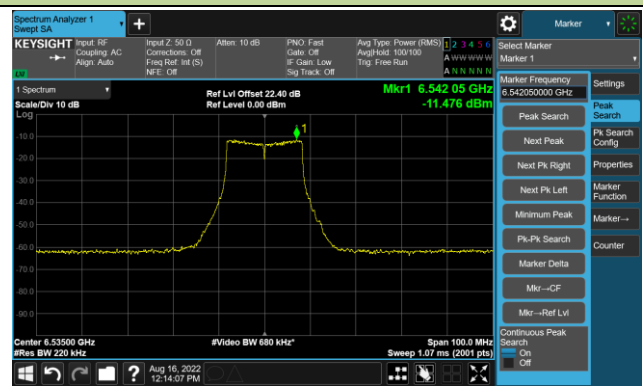 Spectrum Analyzer 1
Swept SA
Marker
KEYSIGHT
Input: RF
Coupling: AC
Align: Auto
Input Z: 50 Ω
Corrections: Off
Freq Ref: Int (S)
NFE: Off
Atten: 10 dB
PNO: Fast
Gate: Off
IF Gain: Low
Sig Track: Off
Avg Type: Power (RMS)
Avg|Hold: 100/100
Trig: Free Run
1 2 3 4 5 6
A W W W W W
A N N N N N
LXI
Select Marker
Marker 1
1 Spectrum
Scale/Div 10 dB
Log
Ref Lvl Offset 22.40 dB
Ref Level 0.00 dBm
Mkr1 6.542 05 GHz
-11.476 dBm
1
-10.0
-20.0
-30.0
-40.0
-50.0
-60.0
-70.0
-80.0
-90.0
Center 6.53500 GHz
#Res BW 220 kHz
#Video BW 680 kHz*
Span 100.0 MHz
Sweep 1.07 ms (2001 pts)
Marker Frequency
6.542050000 GHz
Peak Search
Next Peak
Next Pk Right
Next Pk Left
Minimum Peak
Pk-Pk Search
Marker Delta
Mkr→CF
Mkr→Ref Lvl
Continuous Peak
Search
On
Off
Settings
Peak
Search
Pk Search
Config
Properties
Marker
Function
Marker→
Counter
?
Aug 16, 2022
12:14:07 PM